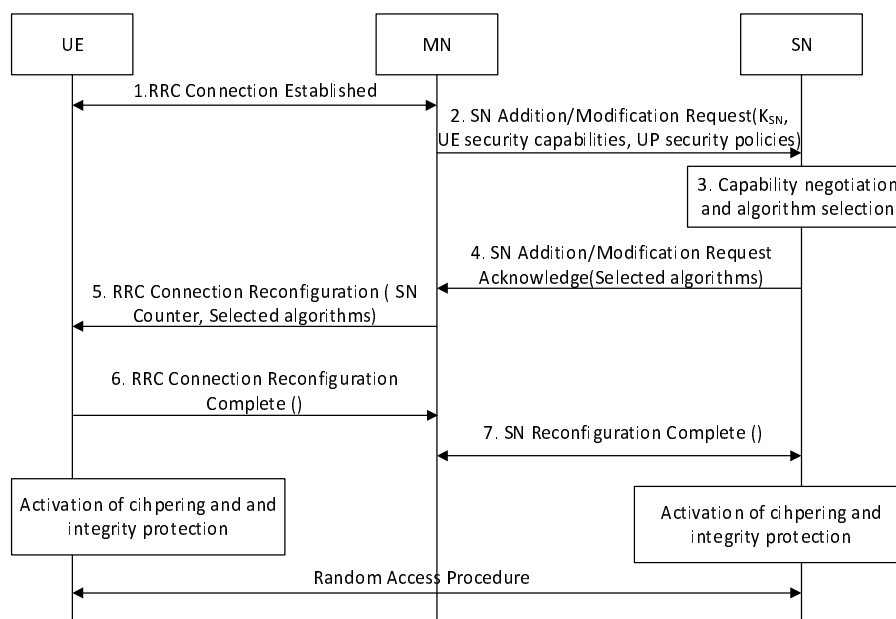 UE
MN
SN
1.RRC Connection Established
2. SN Addition/Modification Request(KSN,
UE security capabilities, UP security policies)
3. Capability negotiation
and algorithm selection
4. SN Addition/Modification Request
Acknowledge(Selected algorithms)
5. RRC Connection Reconfiguration ( SN
Counter, Selected algorithms)
6. RRC Connection Reconfiguration
Complete ()
7. SN Reconfiguration Complete ()
Activation of cihpering and and
integrity protection
Activation of cihpering and
integrity protection
Random Access Procedure